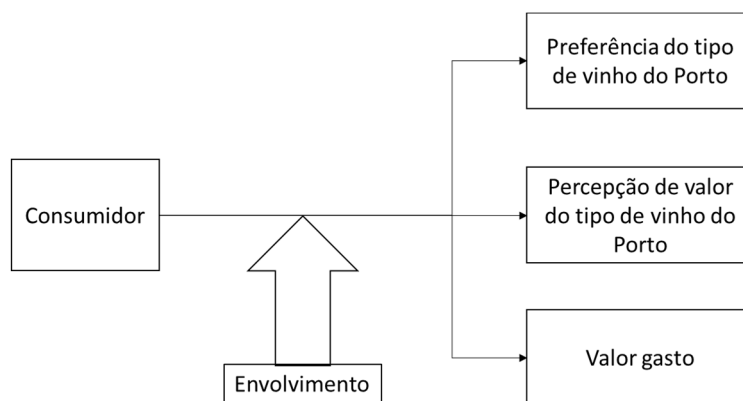 Preferência do tipo
de vinho do Porto
Consumidor
Percepção de valor
do tipo de vinho do
Porto
Envolvimento
Valor gasto